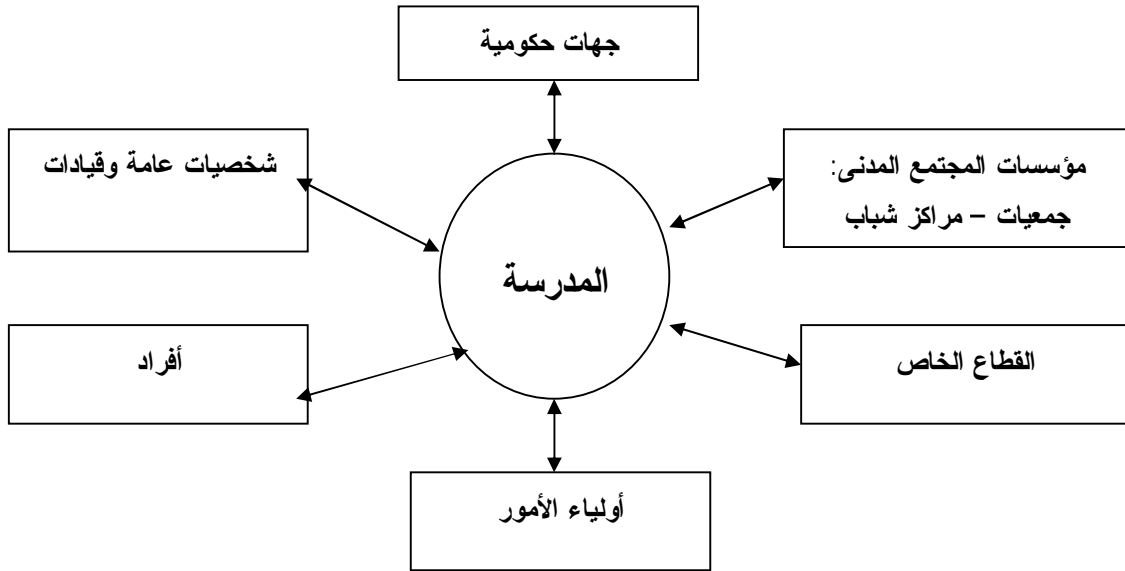 جهات حكومية
مؤسسات المجتمع المدنى:
جمعيات – مراكز شباب
شخصيات عامة وقيادات
المدرسة
القطاع الخاص
أفراد
أولياء الأمور